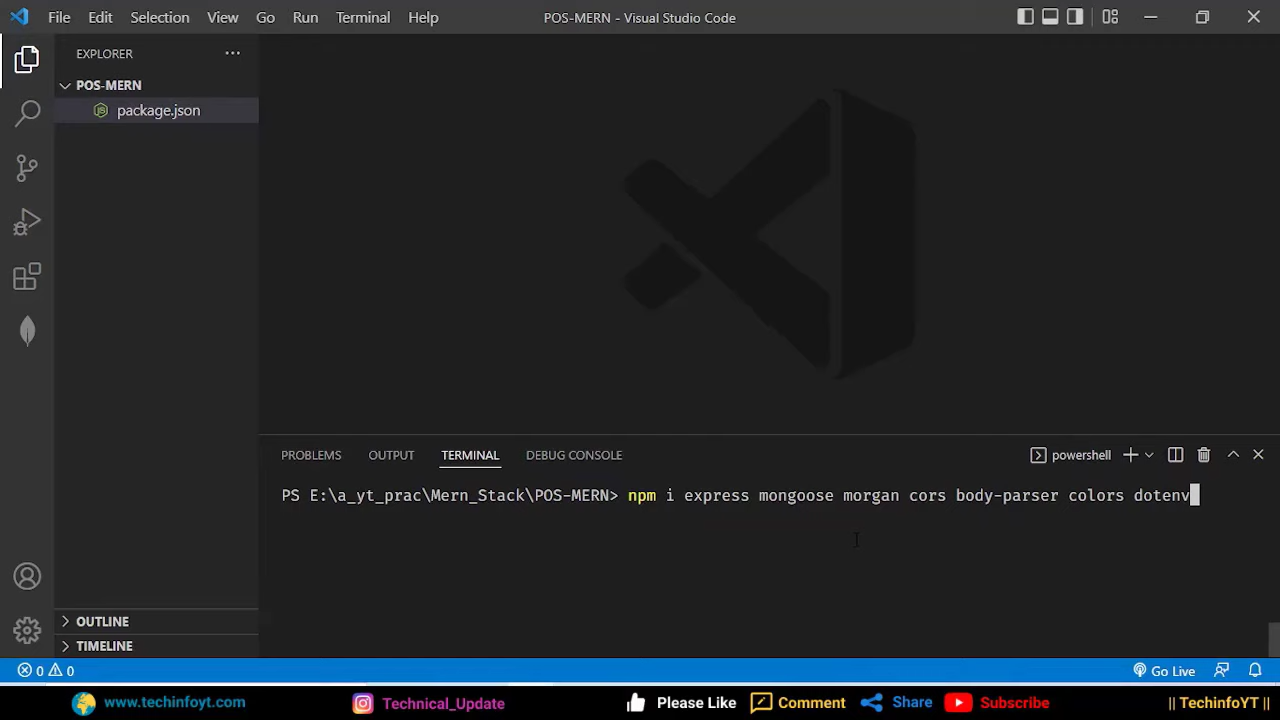 File Edit Selection View Go Run Terminal Help POS-MERN - Visual Studio Code
EXPLORER
POS-MERN
package.json
PROBLEMS OUTPUT TERMINAL DEBUG CONSOLE powershell
PS E:\a_yt_prac\Mern_Stack\POS-MERN> npm i express mongoose morgan cors body-parser colors dotenv
OUTLINE
TIMELINE
0 0 Go Live
www.techinfoyt.com Technical_Update Please Like Comment Share Subscribe || TechinfoYT ||